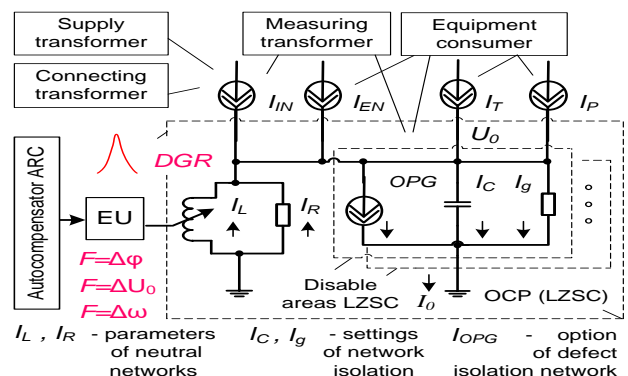 Supply transformer
Measuring transformer
Equipment consumer
Connecting transformer
I_IN
I_EN
I_T
I_P
U_0
DGR
OPG
I_C
I_g
Autocompensator ARC
EU
I_L
I_R
F=Δφ
F=ΔU_0
F=Δω
Disable areas LZSC
I_0
OCP (LZSC)
I_L , I_R - parameters of neutral networks
I_C, I_g - settings of network isolation
I_OPG - option of defect isolation network